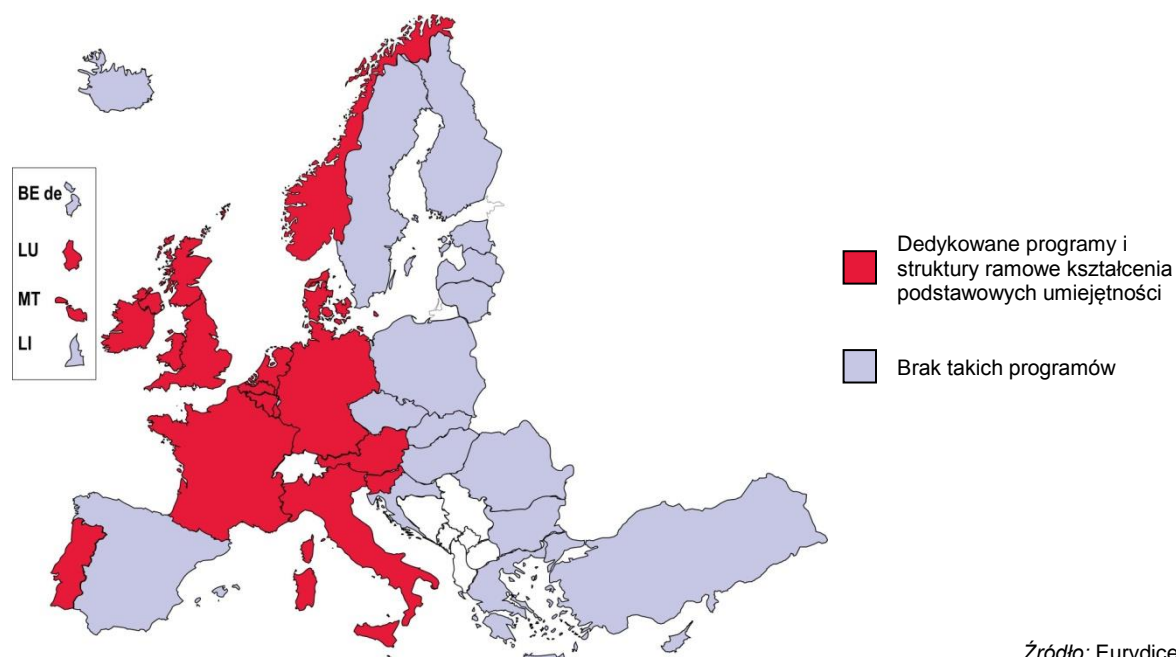 BE de
LU
MT
LI
Dedykowane programy i
struktury ramowe kształcenia
podstawowych umiejętności
Brak takich programów
Źródło: Eurydice